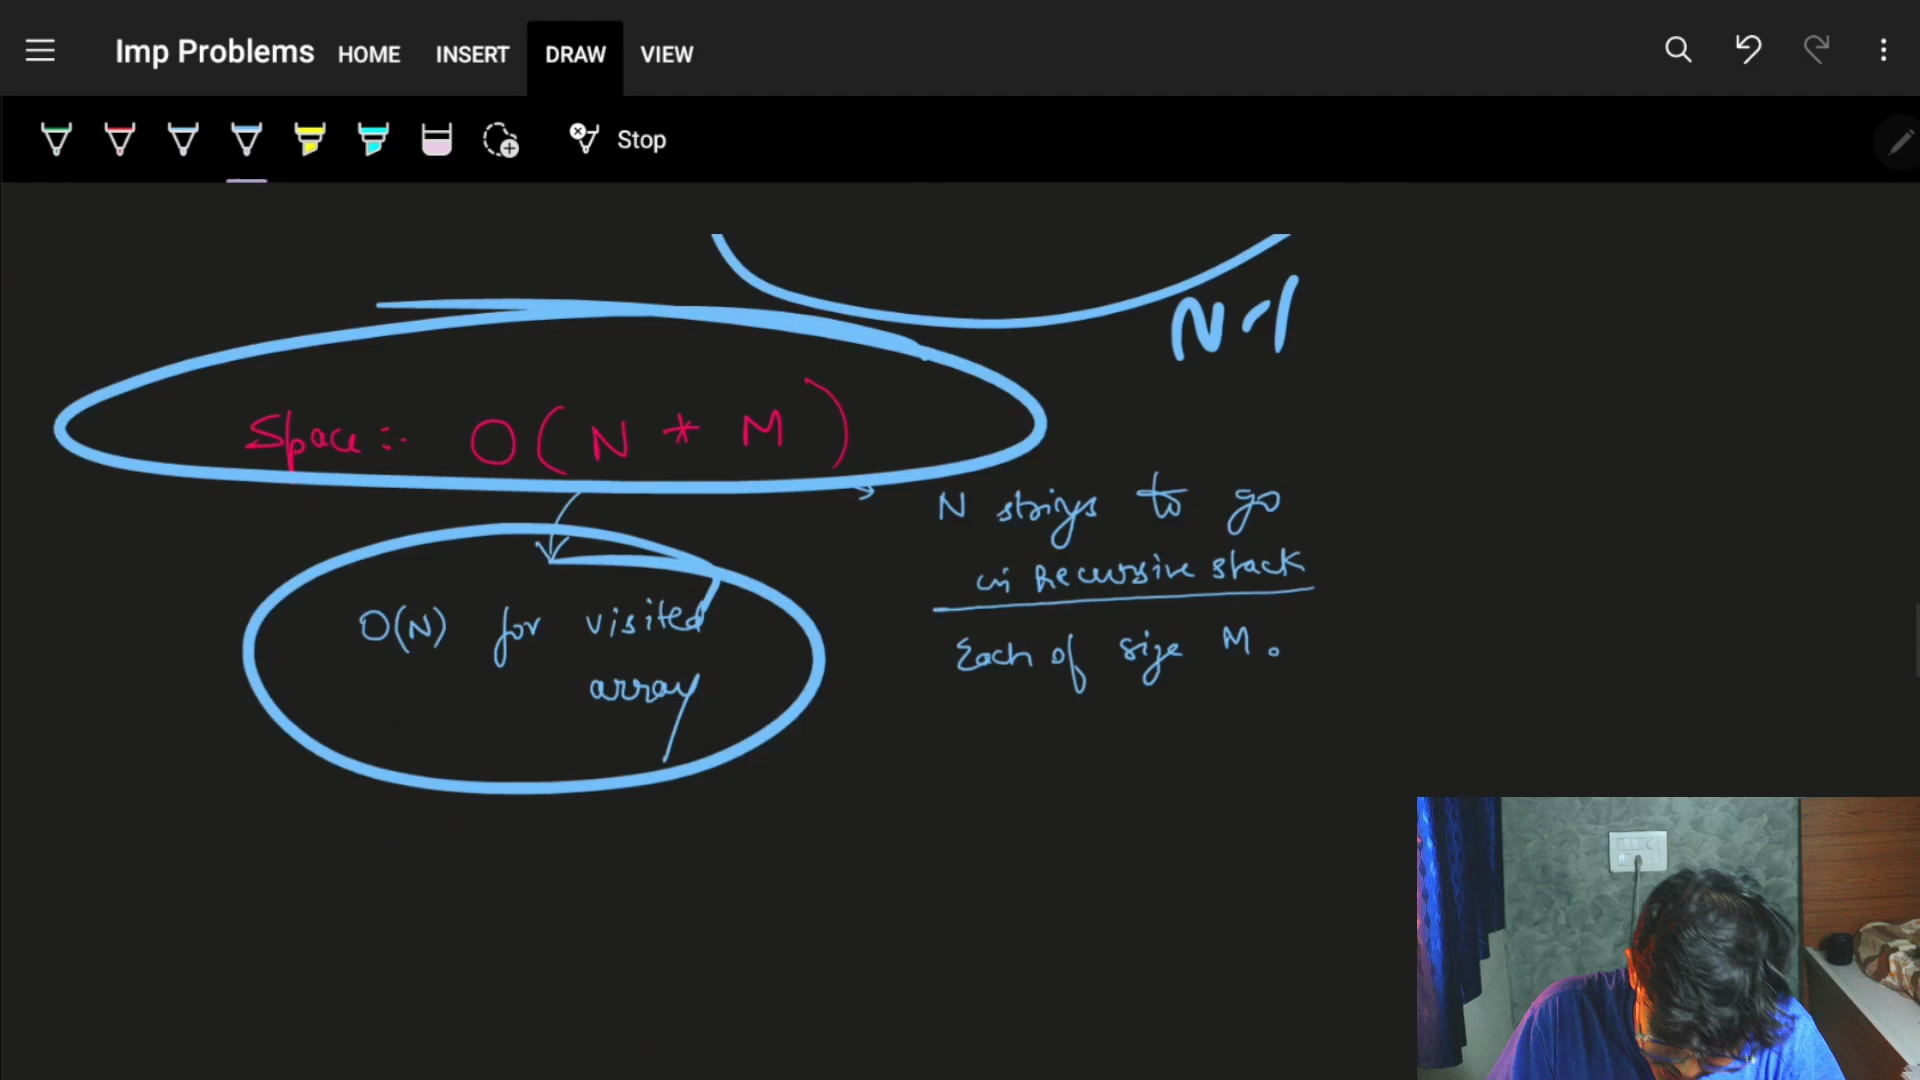 Imp Problems HOME INSERT DRAW VIEW
Stop
N-1
Space :- O(N * M)
N strings to go
in Recursive stack
Each of size M.
O(N) for visited
array